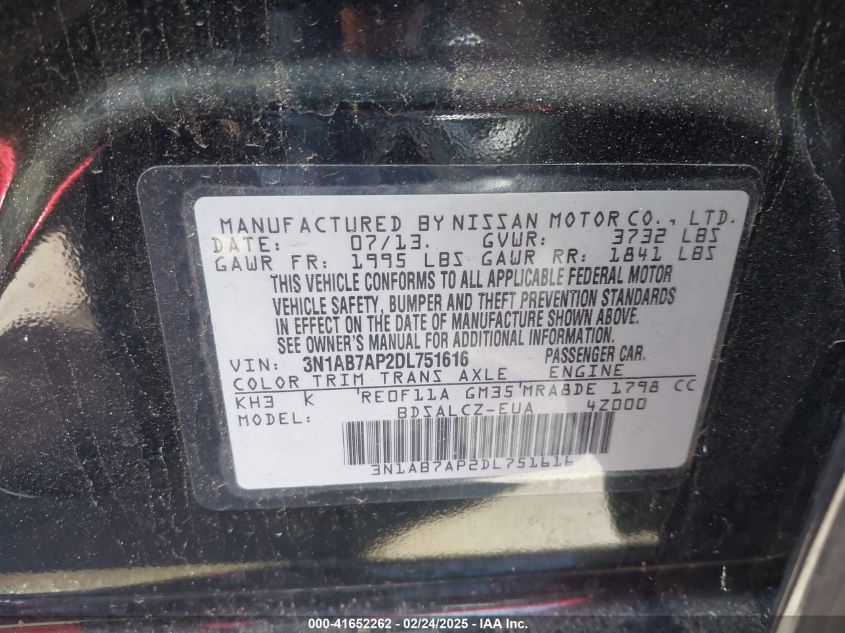 MANUFACTURED BY NISSAN MOTOR CO., LTD.
DATE: 07/13. GVWR: 3732 LBS
GAWR FR: 1995 LBS GAWR RR: 1841 LBS
THIS VEHICLE CONFORMS TO ALL APPLICABLE FEDERAL MOTOR
VEHICLE SAFETY, BUMPER AND THEFT PREVENTION STANDARDS
IN EFFECT ON THE DATE OF MANUFACTURE SHOWN ABOVE.
SEE OWNER'S MANUAL FOR ADDITIONAL INFORMATION.
VIN: 3N1AB7AP2DL751616 PASSENGER CAR.
COLOR TRIM TRANS AXLE ENGINE
KH3 K 'RE0F11A GM35'MRA8DE 1798 CC
MODEL: BDSALCZ-EUA 4Z000
3N1AB7AP2DL751616
000-41652262 - 02/24/2025 - IAAI.COM